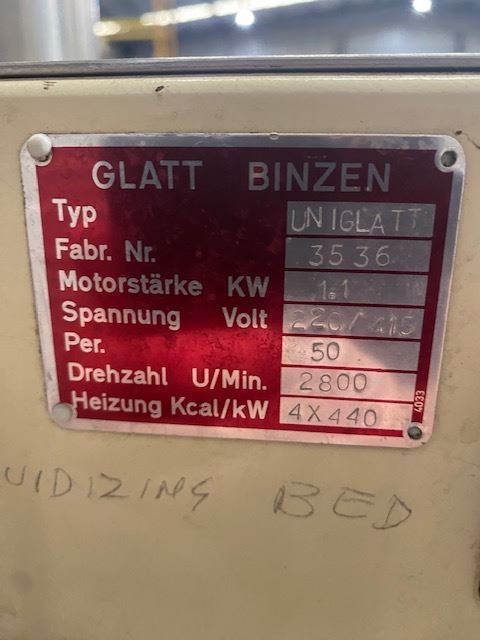 GLATT BINZEN
Typ UNIGLATT
Fabr. Nr. 3536
Motorstärke KW 1.1
Spannung Volt 220/415
Per. 50
Drehzahl U/Min. 2800
Heizung Kcal/kW 4X440
4033
UIDIZING BED